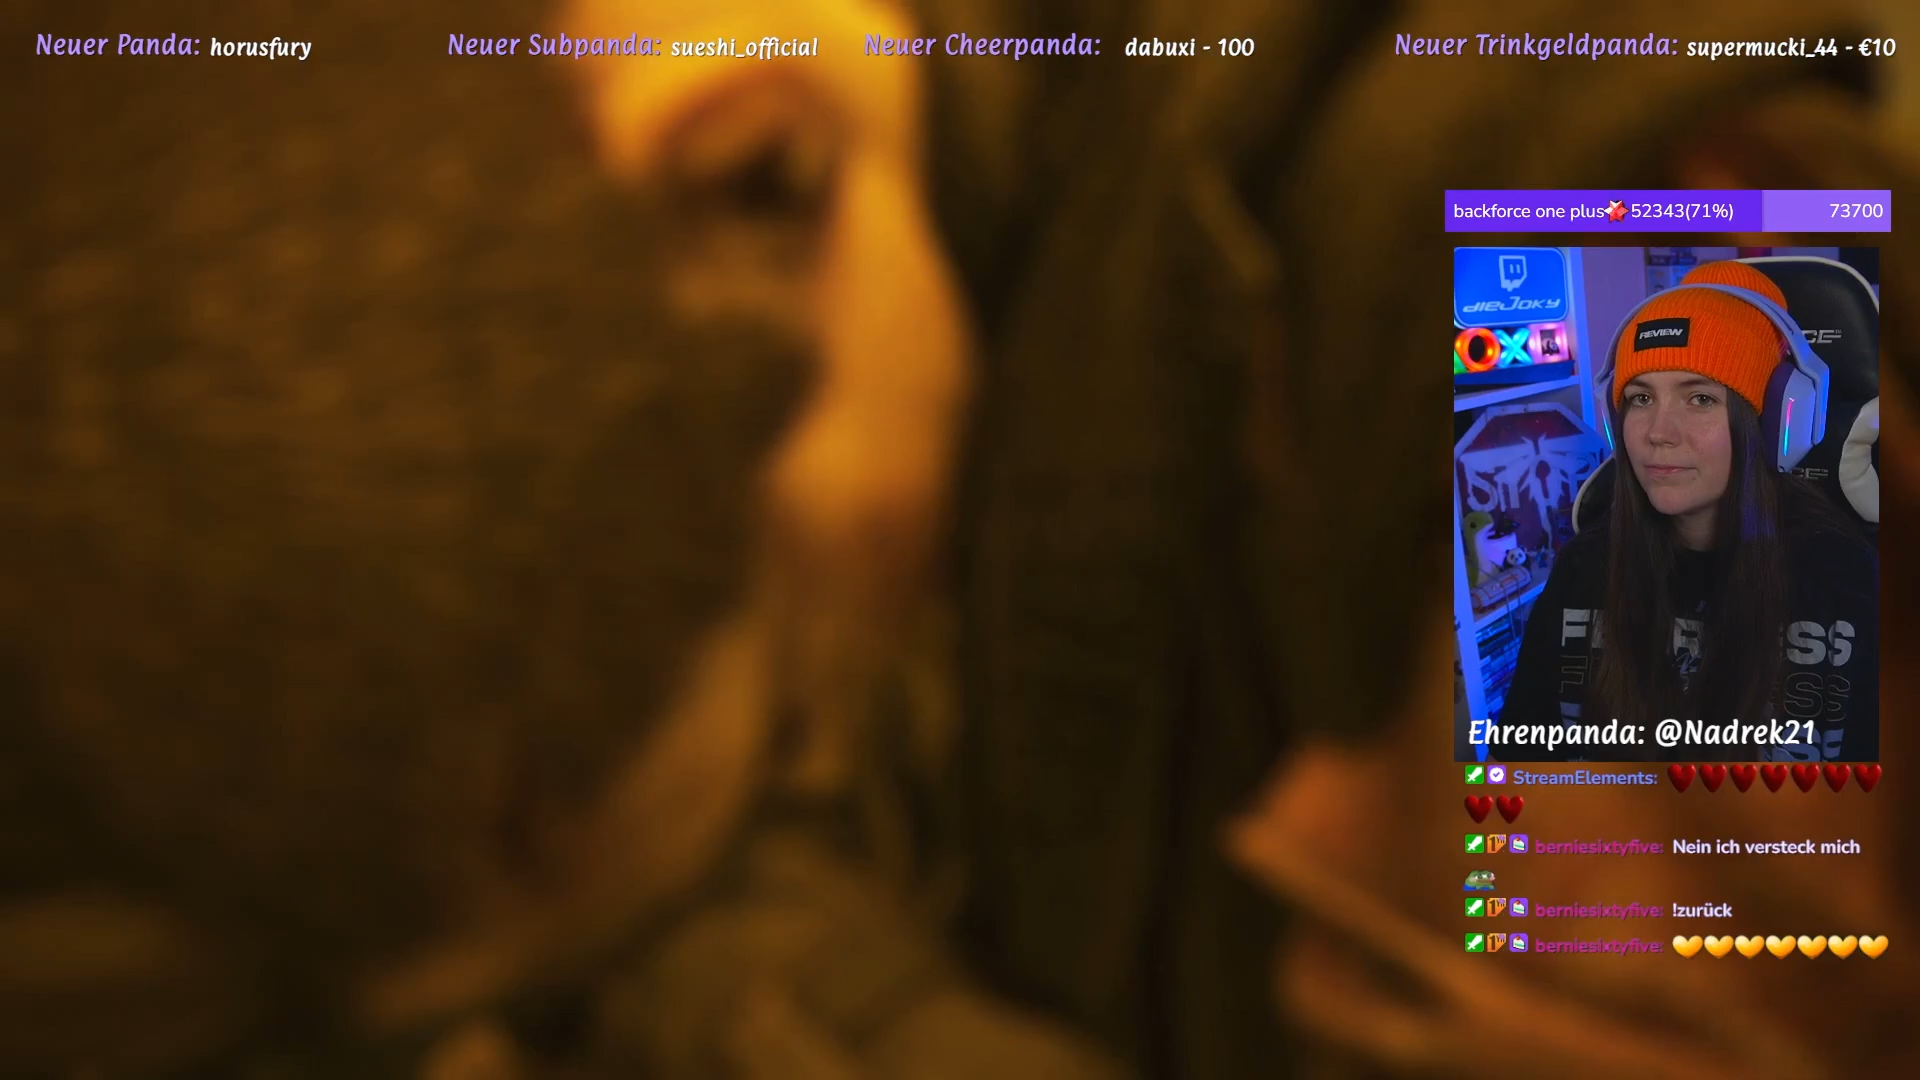 Neuer Panda: horusfury
Neuer Subpanda: sueshi_official
Neuer Cheerpanda: dabuxi - 100
Neuer Trinkgeldpanda: supermucki_44 - €10
backforce one plus 52343(71%) 73700
dieJoky
REVIEW
Ehrenpanda: @Nadrek21
StreamElements:
berniesixtyfive: Nein ich versteck mich
berniesixtyfive: !zurück
berniesixtyfive: